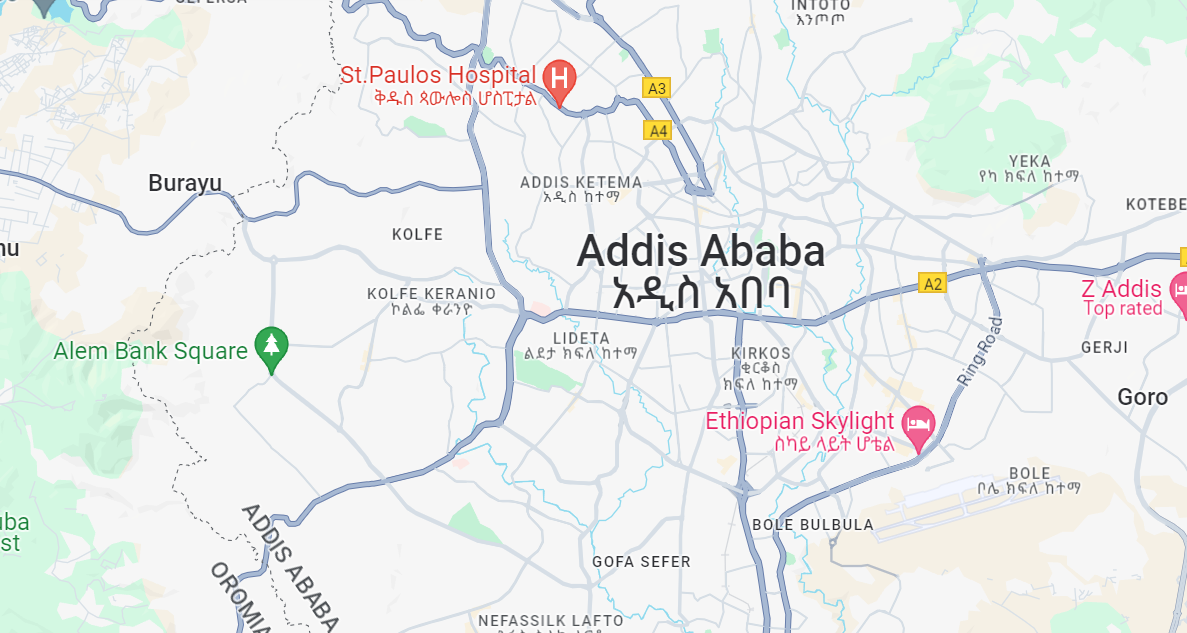 INTOTO
እንጦጦ
St.Paulos Hospital
ቅዱስ ጳውሎስ ሆስፒታል
A3
A4
YEKA
የካ ክፍለ ከተማ
Burayu
ADDIS KETEMA
አዲስ ከተማ
KOTEBE
KOLFE
Addis Ababa
አዲስ አበባ
A2
KOLFE KERANIO
ኮልፌ ቀራንዮ
Z Addis
Top rated
LIDETA
ልደታ ክፍለ ከተማ
KIRKOS
ቂርቆስ
ክፍለ ከተማ
Ring Road
GERJI
Alem Bank Square
Goro
Ethiopian Skylight
ስካይ ላይት ሆቴል
BOLE
ቦሌ ክፍለ ከተማ
BOLE BULBULA
ADDIS ABABA
OROMIA
GOFA SEFER
NEFASSILK LAFTO